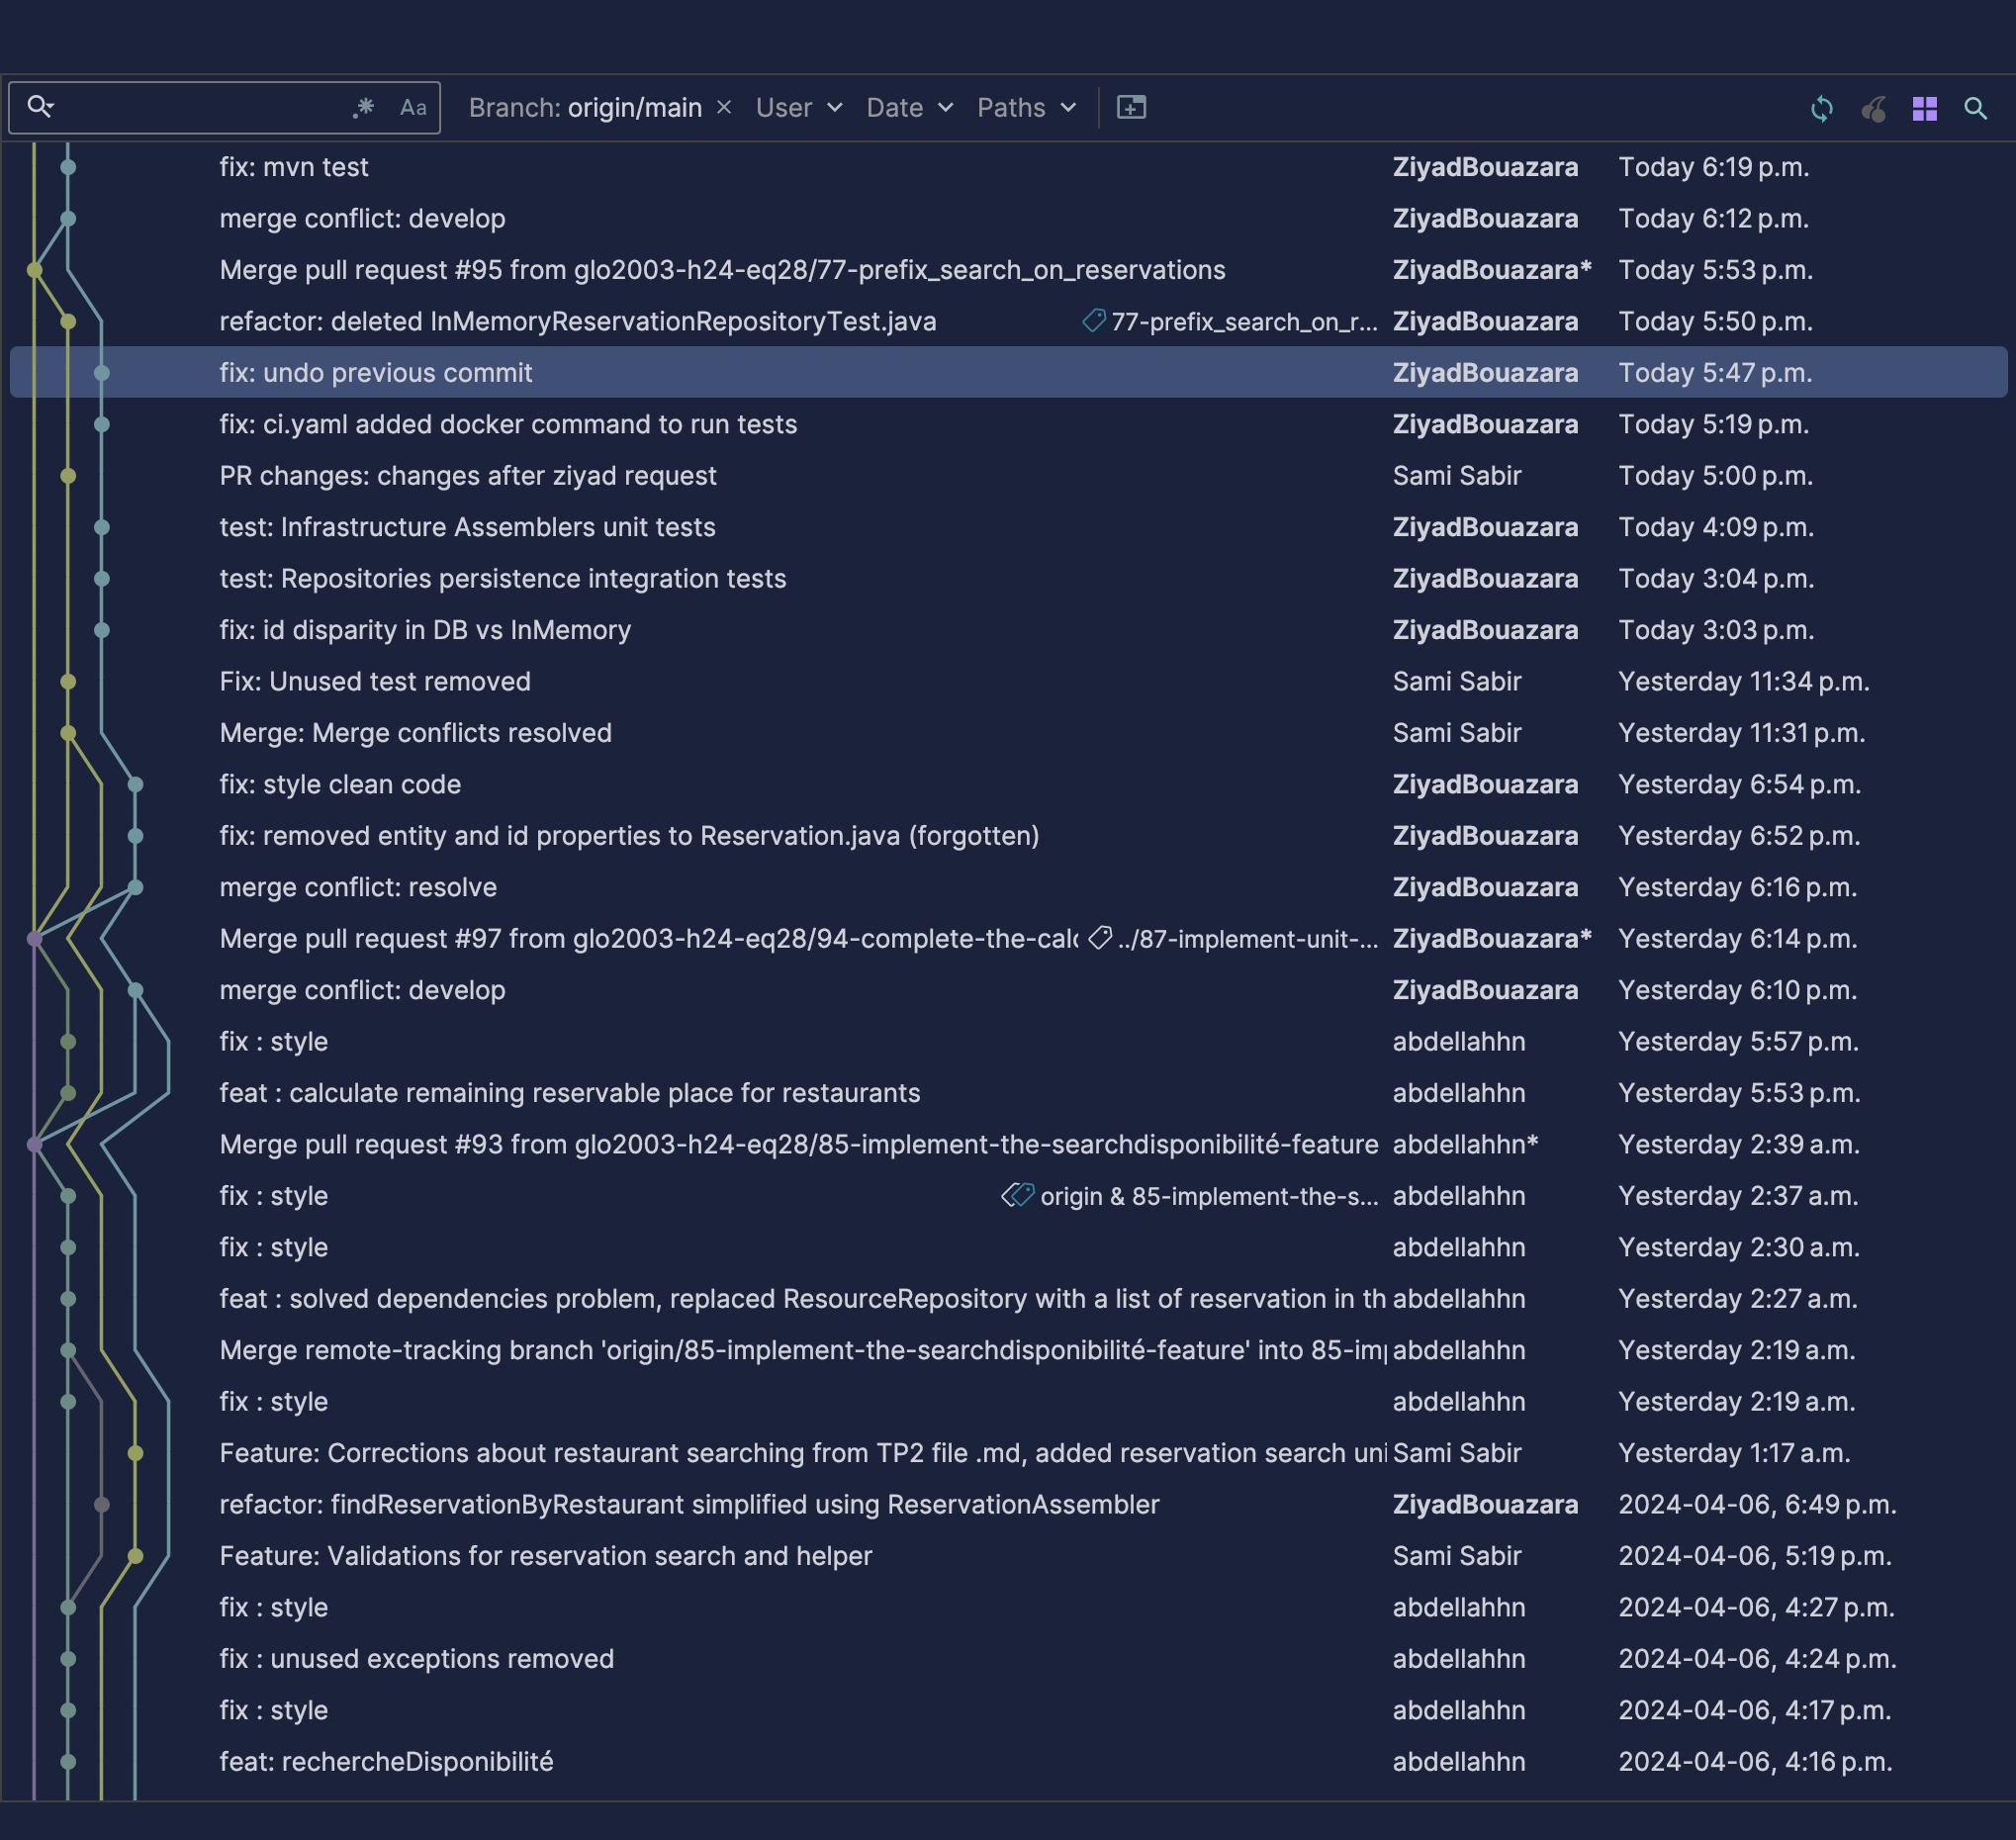 .* Aa Branch: origin/main × User Date Paths
fix: mvn test ZiyadBouazara Today 6:19 p.m.
merge conflict: develop ZiyadBouazara Today 6:12 p.m.
Merge pull request #95 from glo2003-h24-eq28/77-prefix_search_on_reservations ZiyadBouazara* Today 5:53 p.m.
refactor: deleted InMemoryReservationRepositoryTest.java 77-prefix_search_on_r... ZiyadBouazara Today 5:50 p.m.
fix: undo previous commit ZiyadBouazara Today 5:47 p.m.
fix: ci.yaml added docker command to run tests ZiyadBouazara Today 5:19 p.m.
PR changes: changes after ziyad request Sami Sabir Today 5:00 p.m.
test: Infrastructure Assemblers unit tests ZiyadBouazara Today 4:09 p.m.
test: Repositories persistence integration tests ZiyadBouazara Today 3:04 p.m.
fix: id disparity in DB vs InMemory ZiyadBouazara Today 3:03 p.m.
Fix: Unused test removed Sami Sabir Yesterday 11:34 p.m.
Merge: Merge conflicts resolved Sami Sabir Yesterday 11:31 p.m.
fix: style clean code ZiyadBouazara Yesterday 6:54 p.m.
fix: removed entity and id properties to Reservation.java (forgotten) ZiyadBouazara Yesterday 6:52 p.m.
merge conflict: resolve ZiyadBouazara Yesterday 6:16 p.m.
Merge pull request #97 from glo2003-h24-eq28/94-complete-the-calc ../87-implement-unit-... ZiyadBouazara* Yesterday 6:14 p.m.
merge conflict: develop ZiyadBouazara Yesterday 6:10 p.m.
fix : style abdellahhn Yesterday 5:57 p.m.
feat : calculate remaining reservable place for restaurants abdellahhn Yesterday 5:53 p.m.
Merge pull request #93 from glo2003-h24-eq28/85-implement-the-searchdisponibilité-feature abdellahhn* Yesterday 2:39 a.m.
fix : style origin & 85-implement-the-s... abdellahhn Yesterday 2:37 a.m.
fix : style abdellahhn Yesterday 2:30 a.m.
feat : solved dependencies problem, replaced ResourceRepository with a list of reservation in th abdellahhn Yesterday 2:27 a.m.
Merge remote-tracking branch 'origin/85-implement-the-searchdisponibilité-feature' into 85-imp abdellahhn Yesterday 2:19 a.m.
fix : style abdellahhn Yesterday 2:19 a.m.
Feature: Corrections about restaurant searching from TP2 file .md, added reservation search uni Sami Sabir Yesterday 1:17 a.m.
refactor: findReservationByRestaurant simplified using ReservationAssembler ZiyadBouazara 2024-04-06, 6:49 p.m.
Feature: Validations for reservation search and helper Sami Sabir 2024-04-06, 5:19 p.m.
fix : style abdellahhn 2024-04-06, 4:27 p.m.
fix : unused exceptions removed abdellahhn 2024-04-06, 4:24 p.m.
fix : style abdellahhn 2024-04-06, 4:17 p.m.
feat: rechercheDisponibilité abdellahhn 2024-04-06, 4:16 p.m.